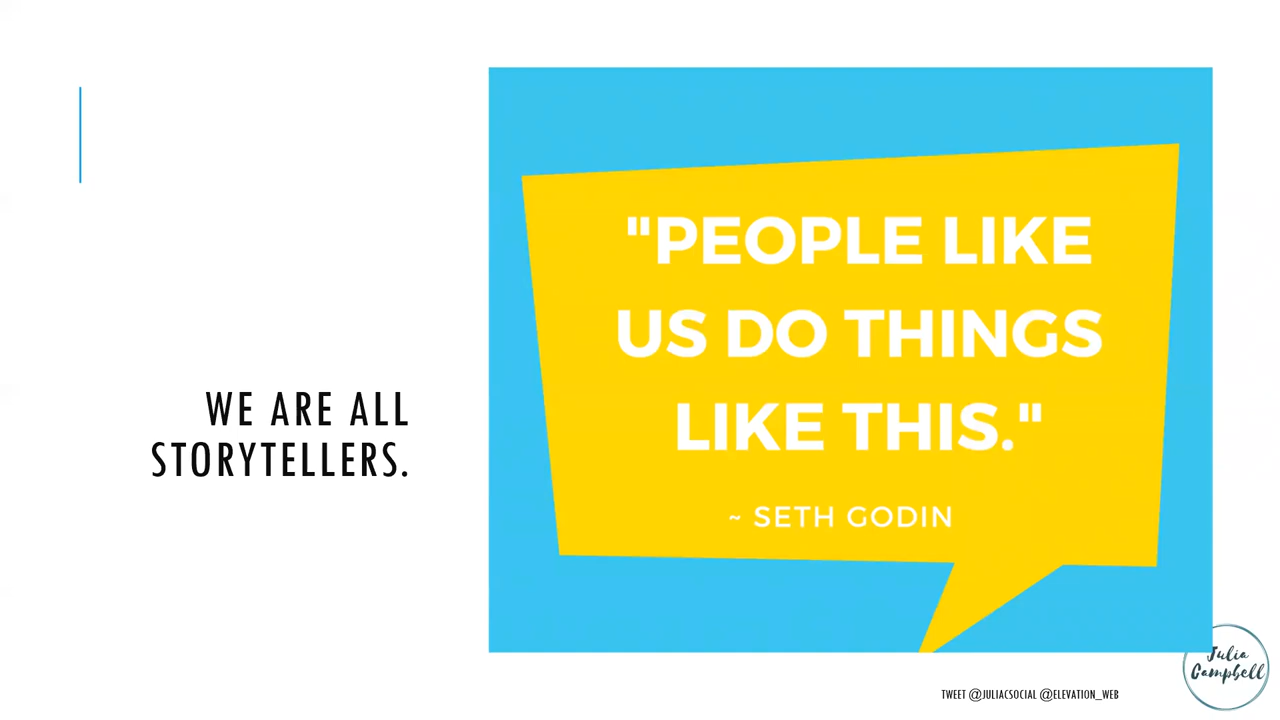 WE ARE ALL
STORYTELLERS.
"PEOPLE LIKE
US DO THINGS
LIKE THIS."
~ SETH GODIN
TWEET @JULIACSOCIAL @ELEVATION_WEB
Julia
Campbell